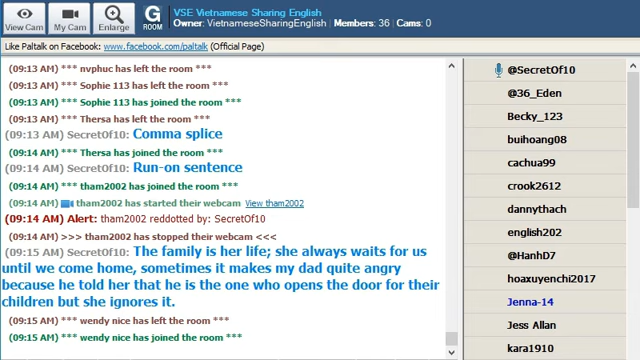 View Cam
My Cam
Enlarge
G
ROOM
VSE Vietnamese Sharing English
Owner: VietnameseSharingEnglish | Members: 36 | Cams: 0
Like Paltalk on Facebook: www.facebook.com/paltalk (Official Page)
(09:13 AM) *** nvphuc has left the room ***
(09:13 AM) *** Sophie 113 has left the room ***
(09:13 AM) *** Sophie 113 has joined the room ***
(09:13 AM) *** Thersa has left the room ***
(09:13 AM) SecretOf10: Comma splice
(09:14 AM) *** Thersa has joined the room ***
(09:14 AM) SecretOf10: Run-on sentence
(09:14 AM) *** tham2002 has joined the room ***
(09:14 AM) tham2002 has started their webcam View tham2002
(09:14 AM) Alert: tham2002 reddotted by: SecretOf10
(09:14 AM) >>> tham2002 has stopped their webcam <<<
(09:15 AM) SecretOf10: The family is her life; she always waits for us
until we come home, sometimes it makes my dad quite angry
because he told her that he is the one who opens the door for their
children but she ignores it.
(09:15 AM) *** wendy nice has left the room ***
(09:15 AM) *** wendy nice has joined the room ***
@SecretOf10
@36_Eden
Becky_123
buihoang08
cachua99
crook2612
dannythach
english202
@HanhD7
hoaxuyenchi2017
Jenna-14
Jess Allan
kara1910